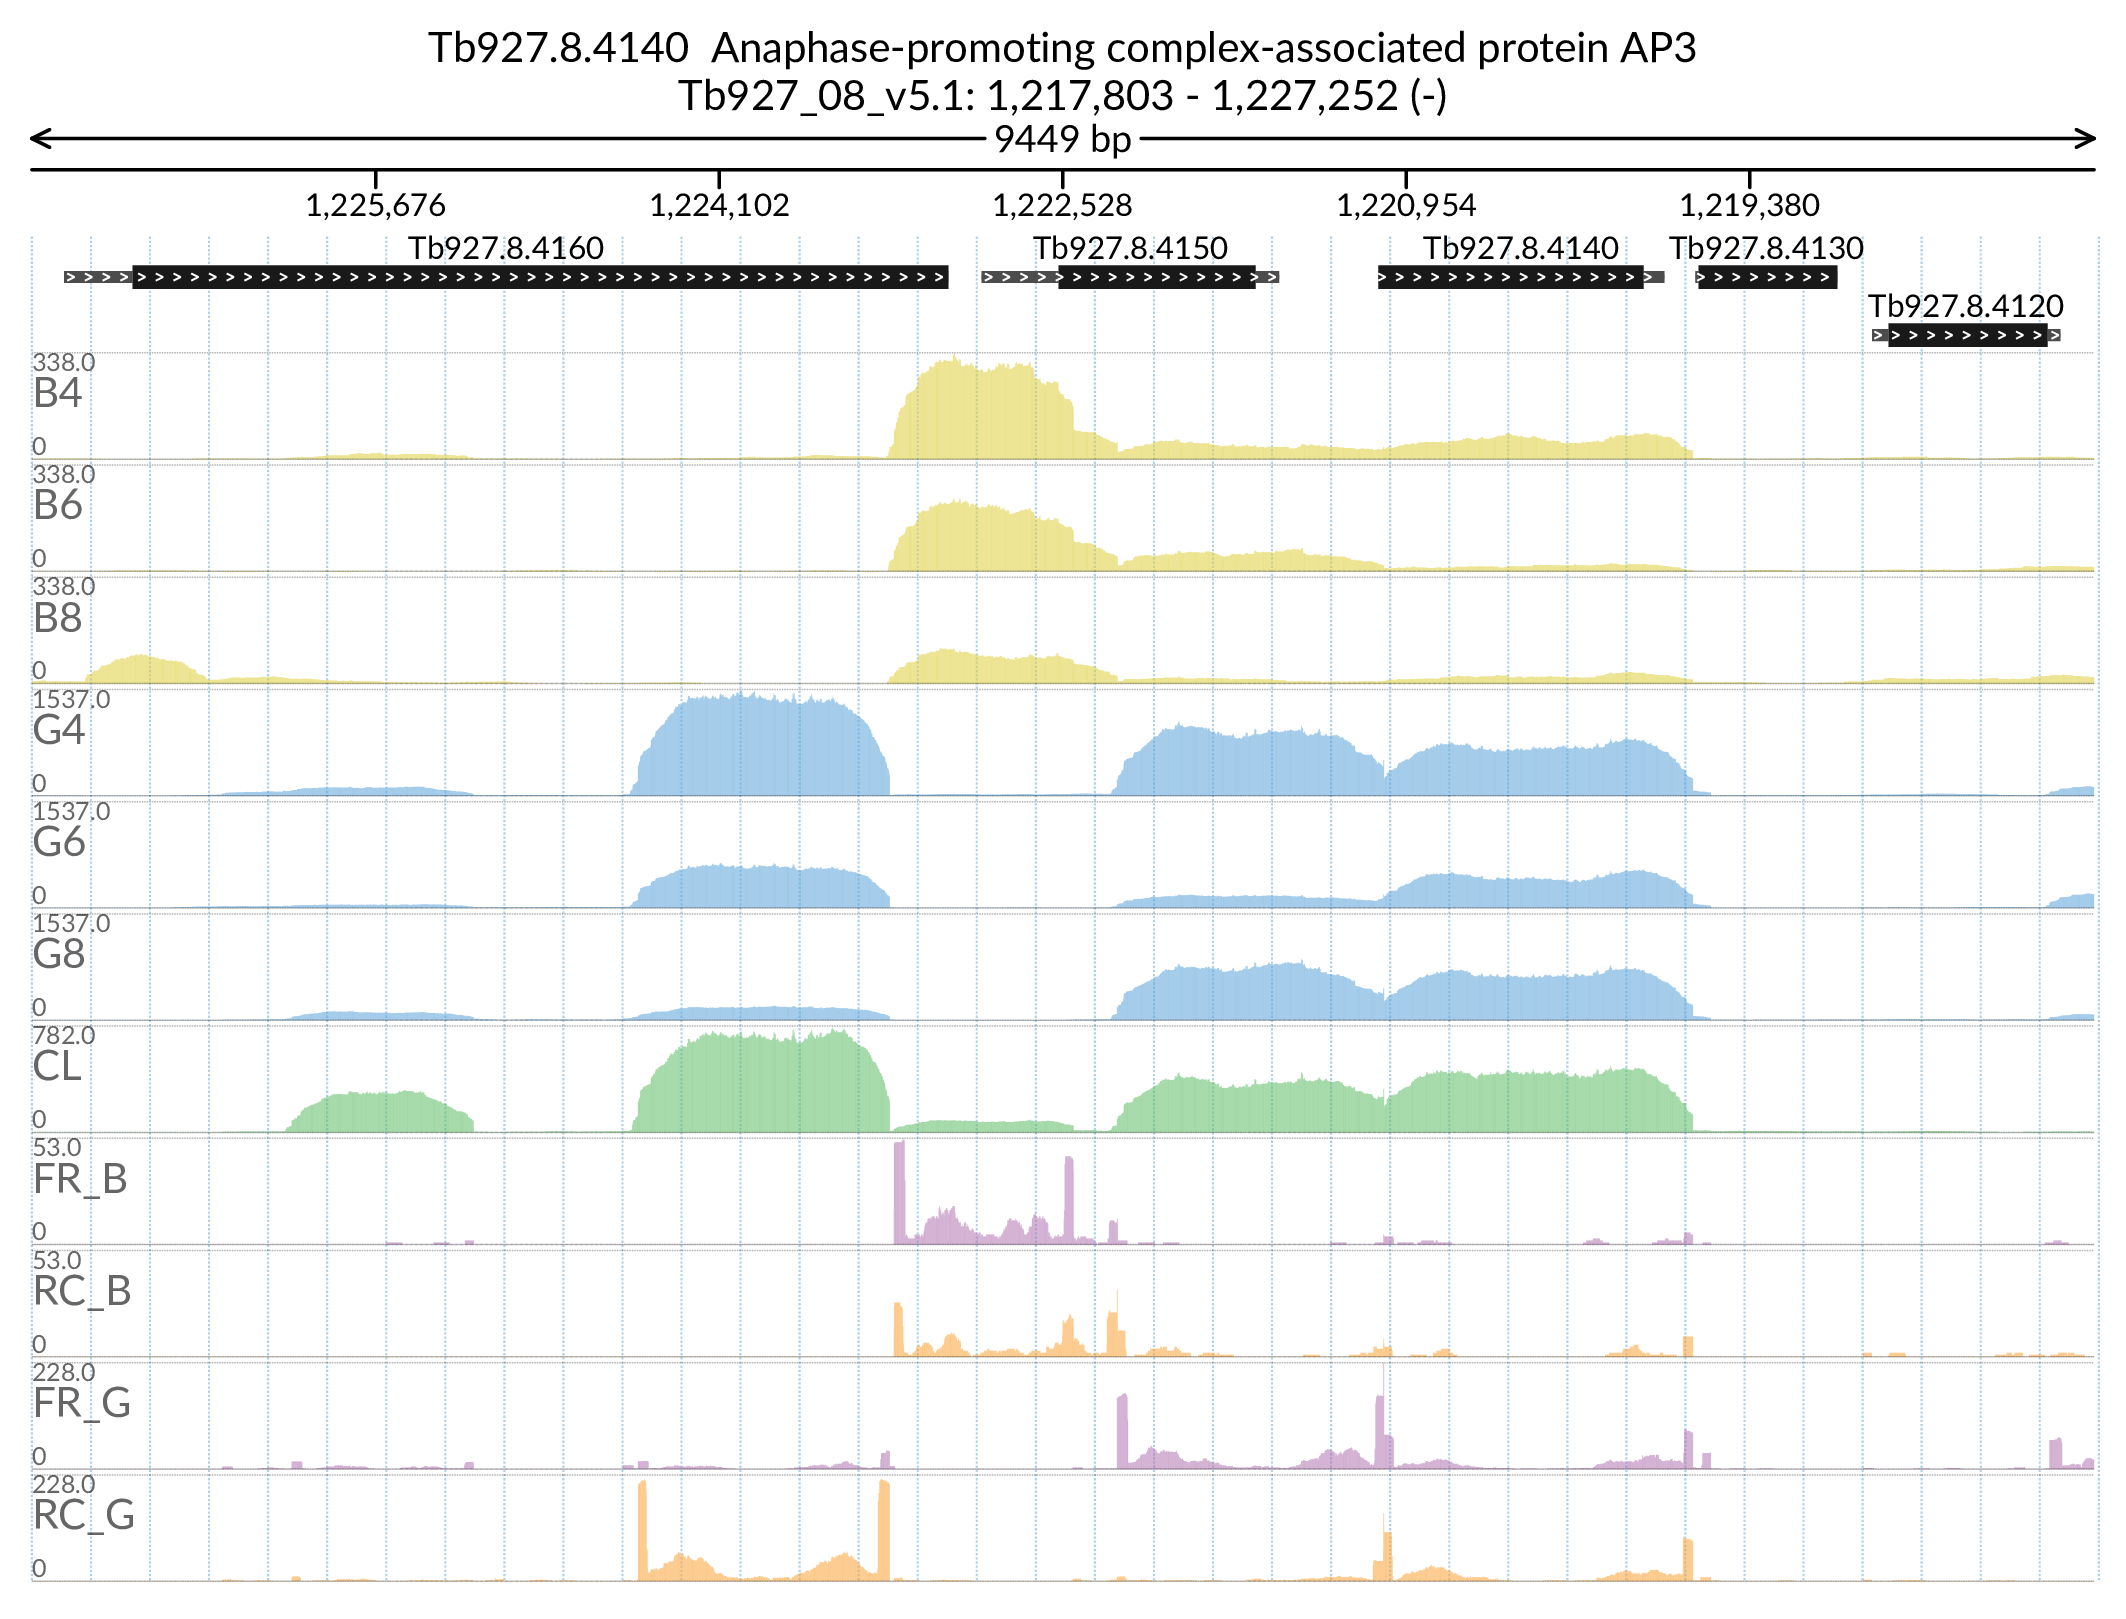 Tb927.8.4140  Anaphase-promoting complex-associated protein AP3
Tb927_08_v5.1: 1,217,803 - 1,227,252 (-)
9449 bp
1,225,676 1,224,102 1,222,528 1,220,954 1,219,380
Tb927.8.4160 Tb927.8.4150 Tb927.8.4140 Tb927.8.4130
Tb927.8.4120
338.0
B4
0
338.0
B6
0
338.0
B8
0
1537.0
G4
0
1537.0
G6
0
1537.0
G8
0
782.0
CL
0
53.0
FR_B
0
53.0
RC_B
0
228.0
FR_G
0
228.0
RC_G
0